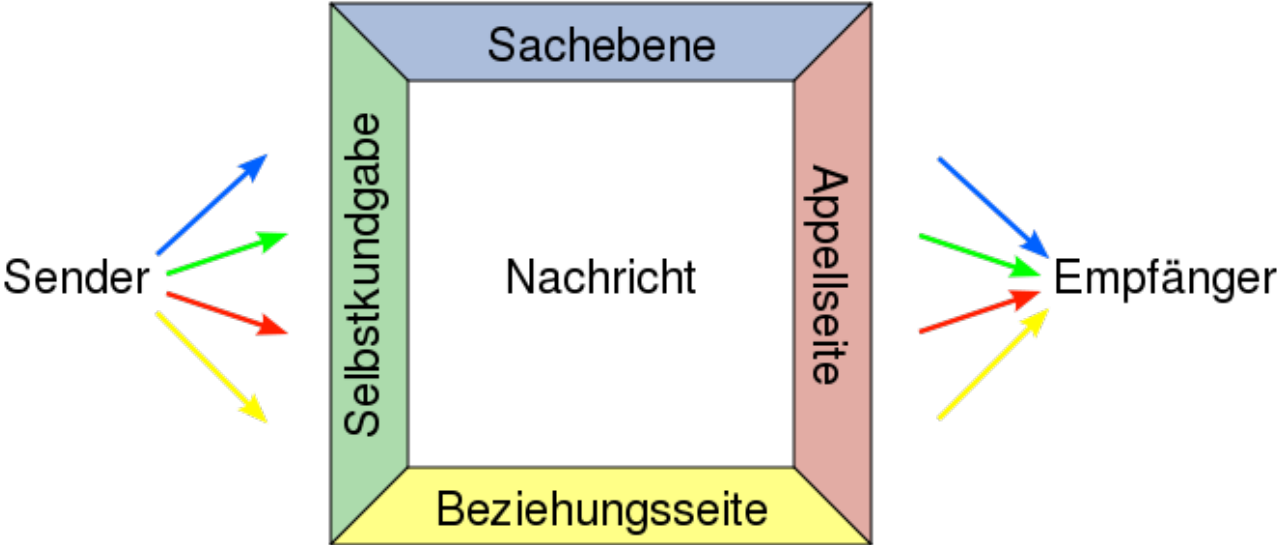 Sachebene
Selbstkundgabe
Appellseite
Sender
Nachricht
Empfänger
Beziehungsseite